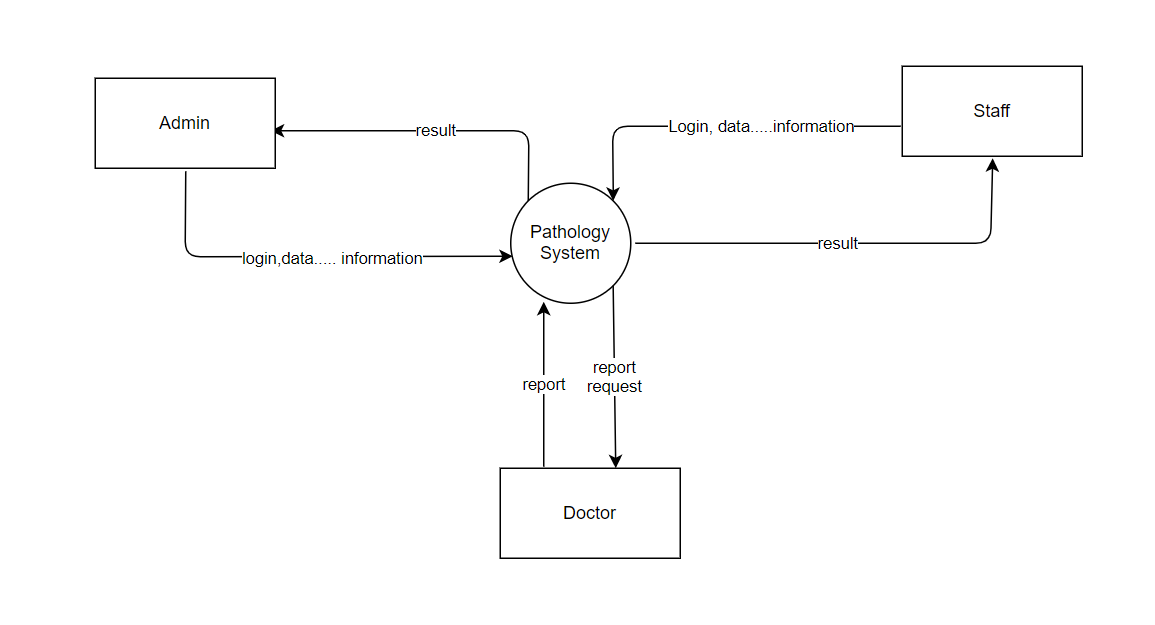 Admin
Staff
result
Login, data.....information
Pathology
System
result
login,data..... information
report
report
request
Doctor